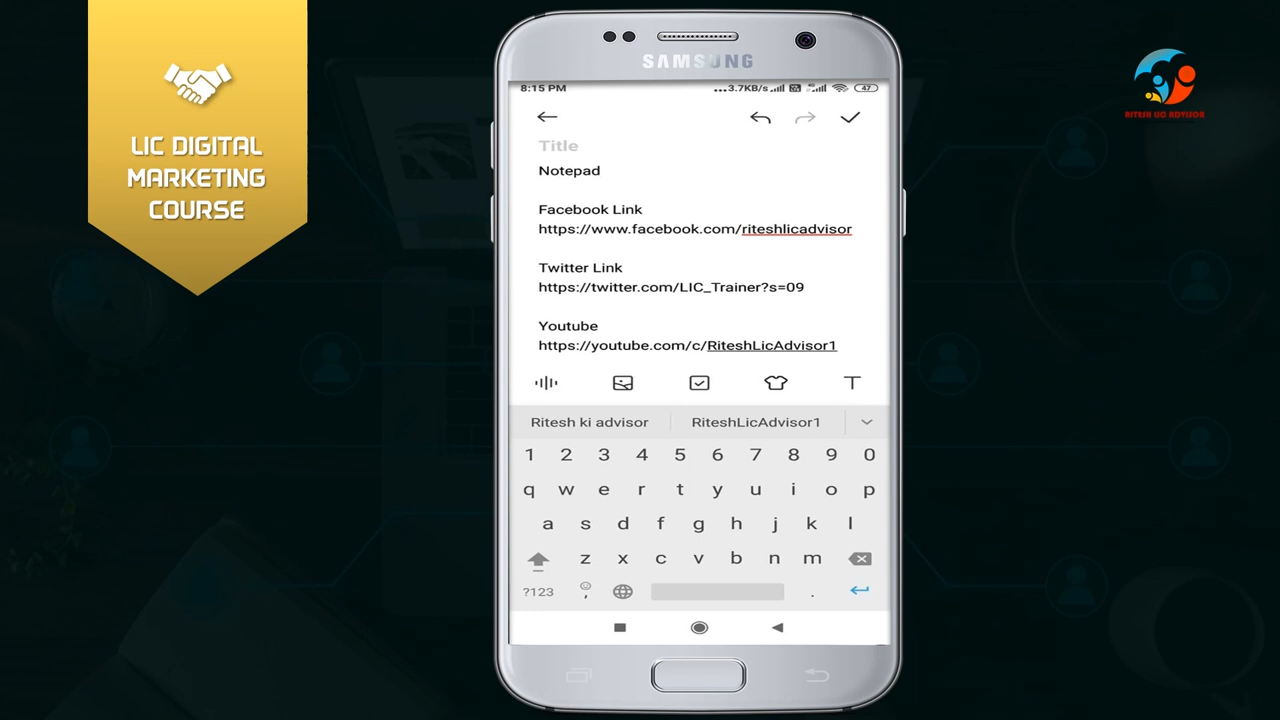 LIC DIGITAL
MARKETING
COURSE
SAMSUNG
8:15 PM
...3.7KB/s
47
Title
Notepad
Facebook Link
https://www.facebook.com/riteshlicadvisor
Twitter Link
https://twitter.com/LIC_Trainer?s=09
Youtube
https://youtube.com/c/RiteshLicAdvisor1
T
Ritesh ki advisor
RiteshLicAdvisor1
1 2 3 4 5 6 7 8 9 0
q w e r t y u i o p
a s d f g h j k l
z x c v b n m
?123 , .
RITESH LIC ADVISOR